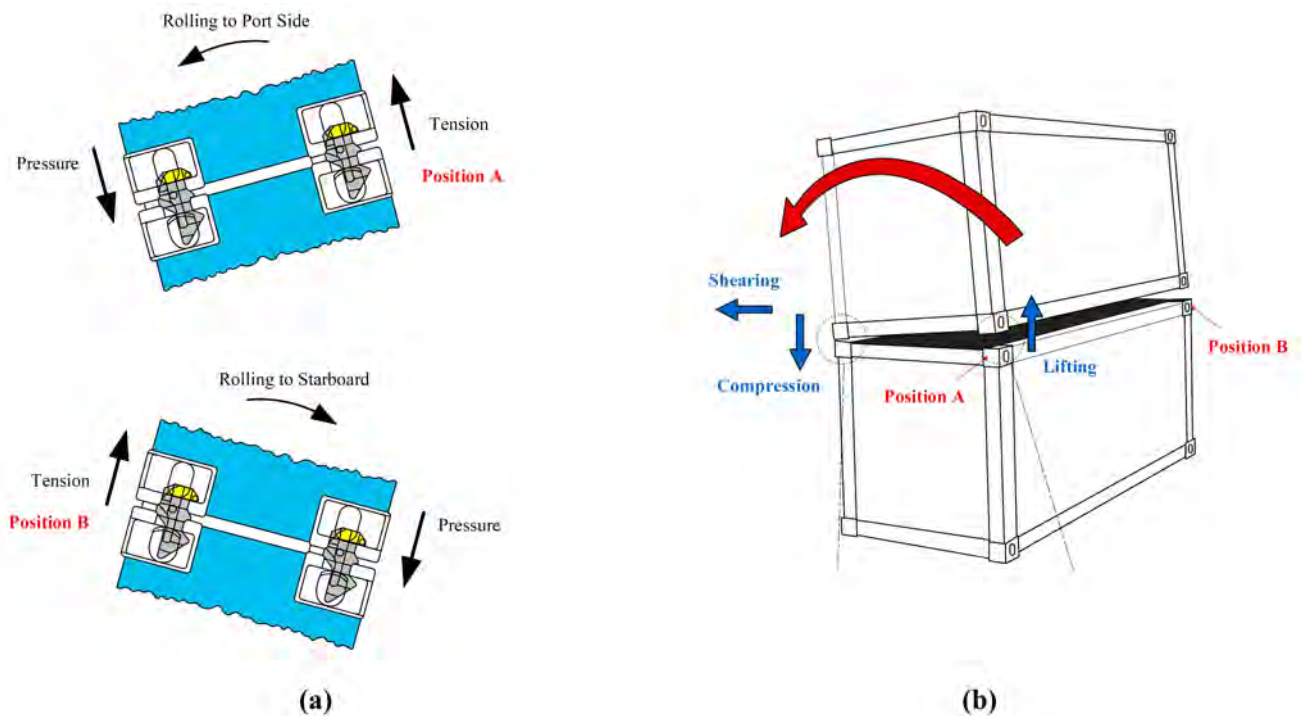 Rolling to Port Side
Tension
Pressure
Position A
Rolling to Starboard
Tension
Position B
Pressure
(a)
Shearing
Compression
Position A
Lifting
Position B
(b)